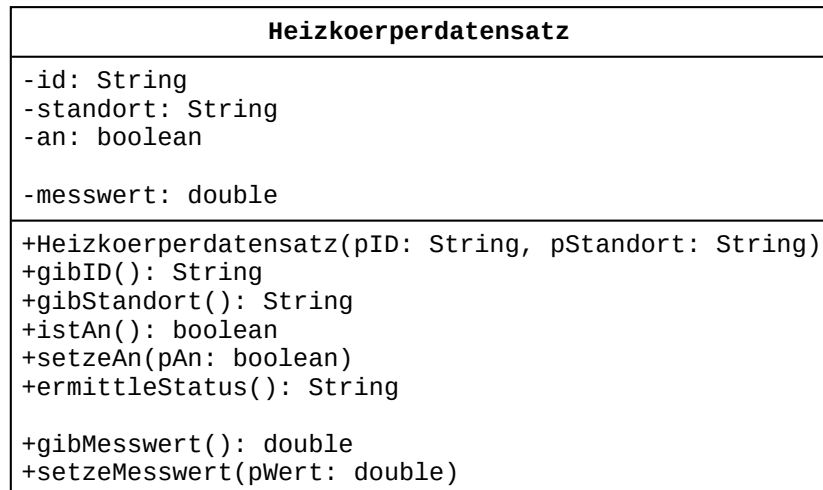 Heizkoerperdatensatz
-id: String
-standort: String
-an: boolean
-messwert: double
+Heizkoerperdatensatz(pID: String, pStandort: String)
+gibID(): String
+gibStandort(): String
+istAn(): boolean
+setzeAn(pAn: boolean)
+ermittleStatus(): String
+gibMesswert(): double
+setzeMesswert(pWert: double)